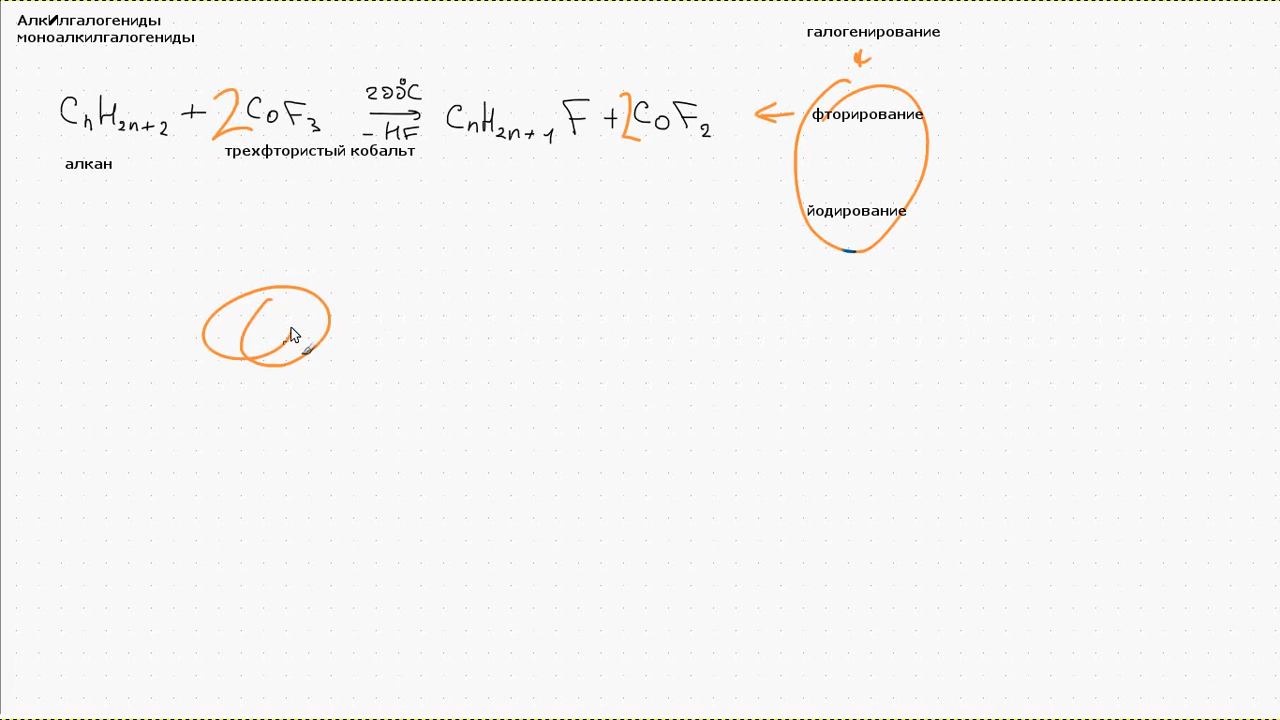 АлкИлгалогениды
моноалкилгалогениды
галогенирование
CnH2n+2 + 2CoF3 200°C → - HF CnH2n+1F + 2CoF2
фторирование
трехфтористый кобальт
алкан
йодирование